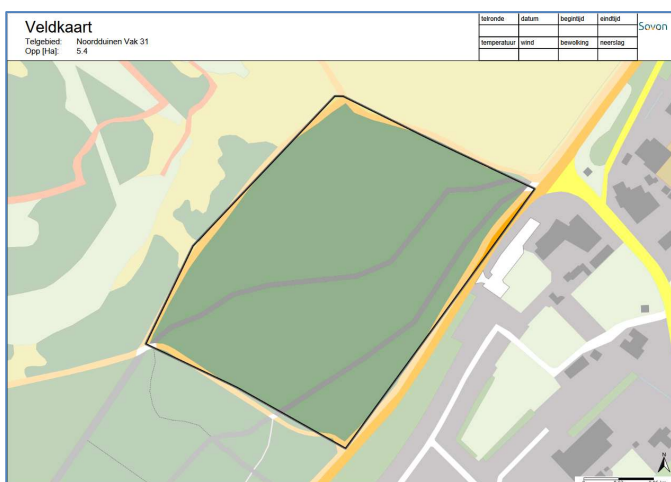 Veldkaart
Telgebied: Noordduinen Vak 31
Opp [Ha]: 5.4
telronde datum begintijd eindtijd
temperatuur wind bewolking neerslag
Sovon
N